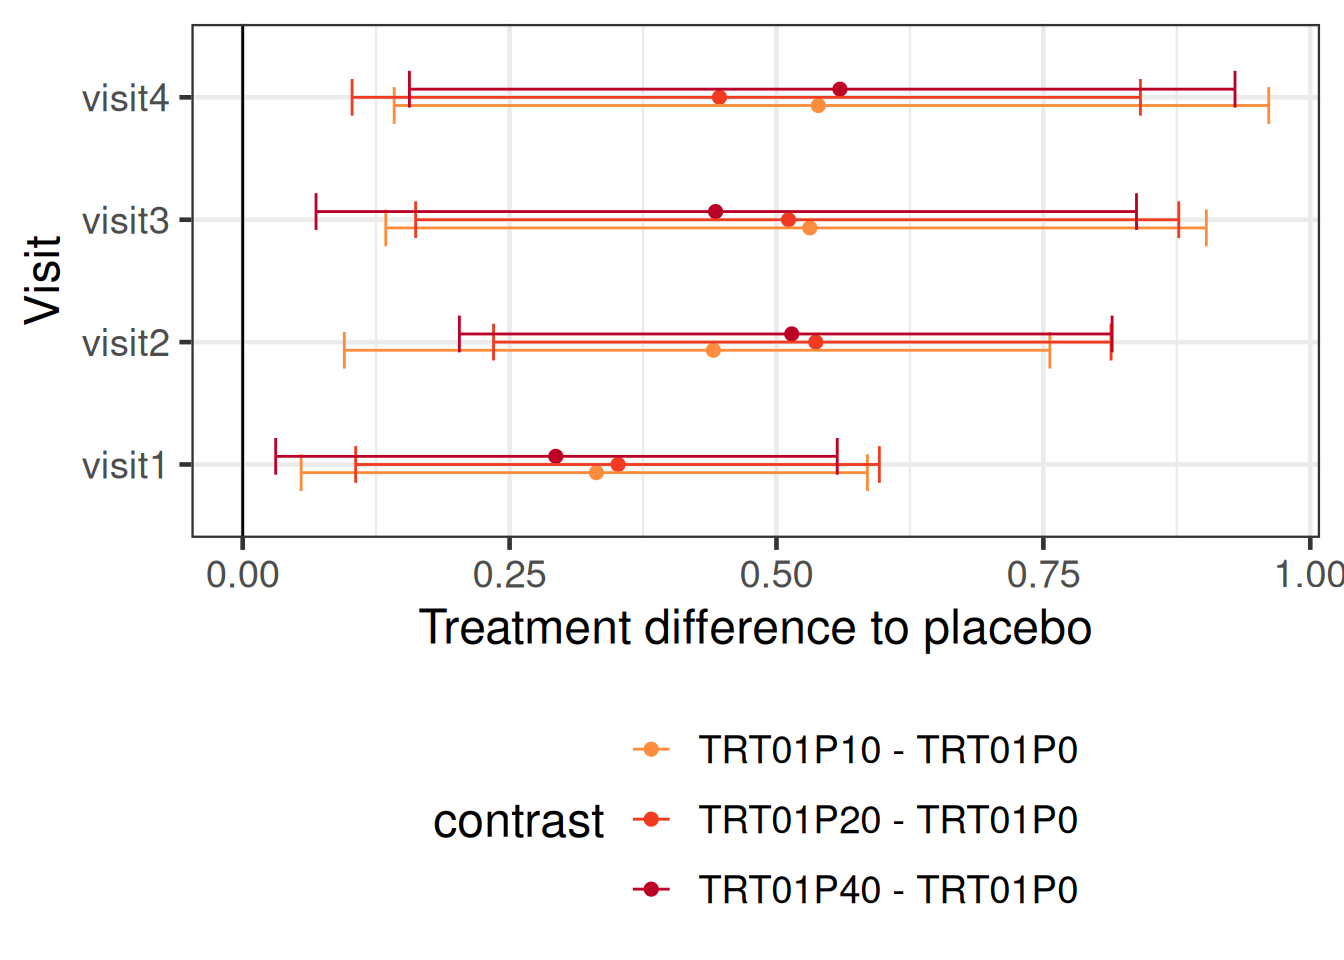 visit4
visit3
visit2
visit1
Visit
0.00 0.25 0.50 0.75 1.00
Treatment difference to placebo
contrast
TRT01P10 - TRT01P0
TRT01P20 - TRT01P0
TRT01P40 - TRT01P0